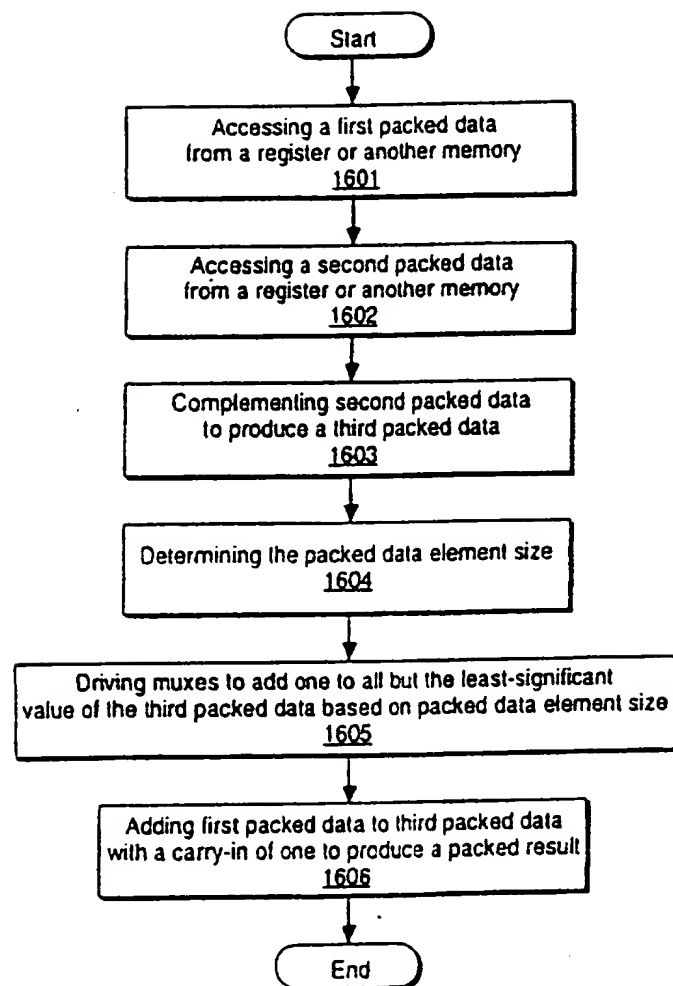 Start
Accessing a first packed data
from a register or another memory
1601
Accessing a second packed data
from a register or another memory
1602
Complementing second packed data
to produce a third packed data
1603
Determining the packed data element size
1604
Driving muxes to add one to all but the least-significant
value of the third packed data based on packed data element size
1605
Adding first packed data to third packed data
with a carry-in of one to produce a packed result
1606
End